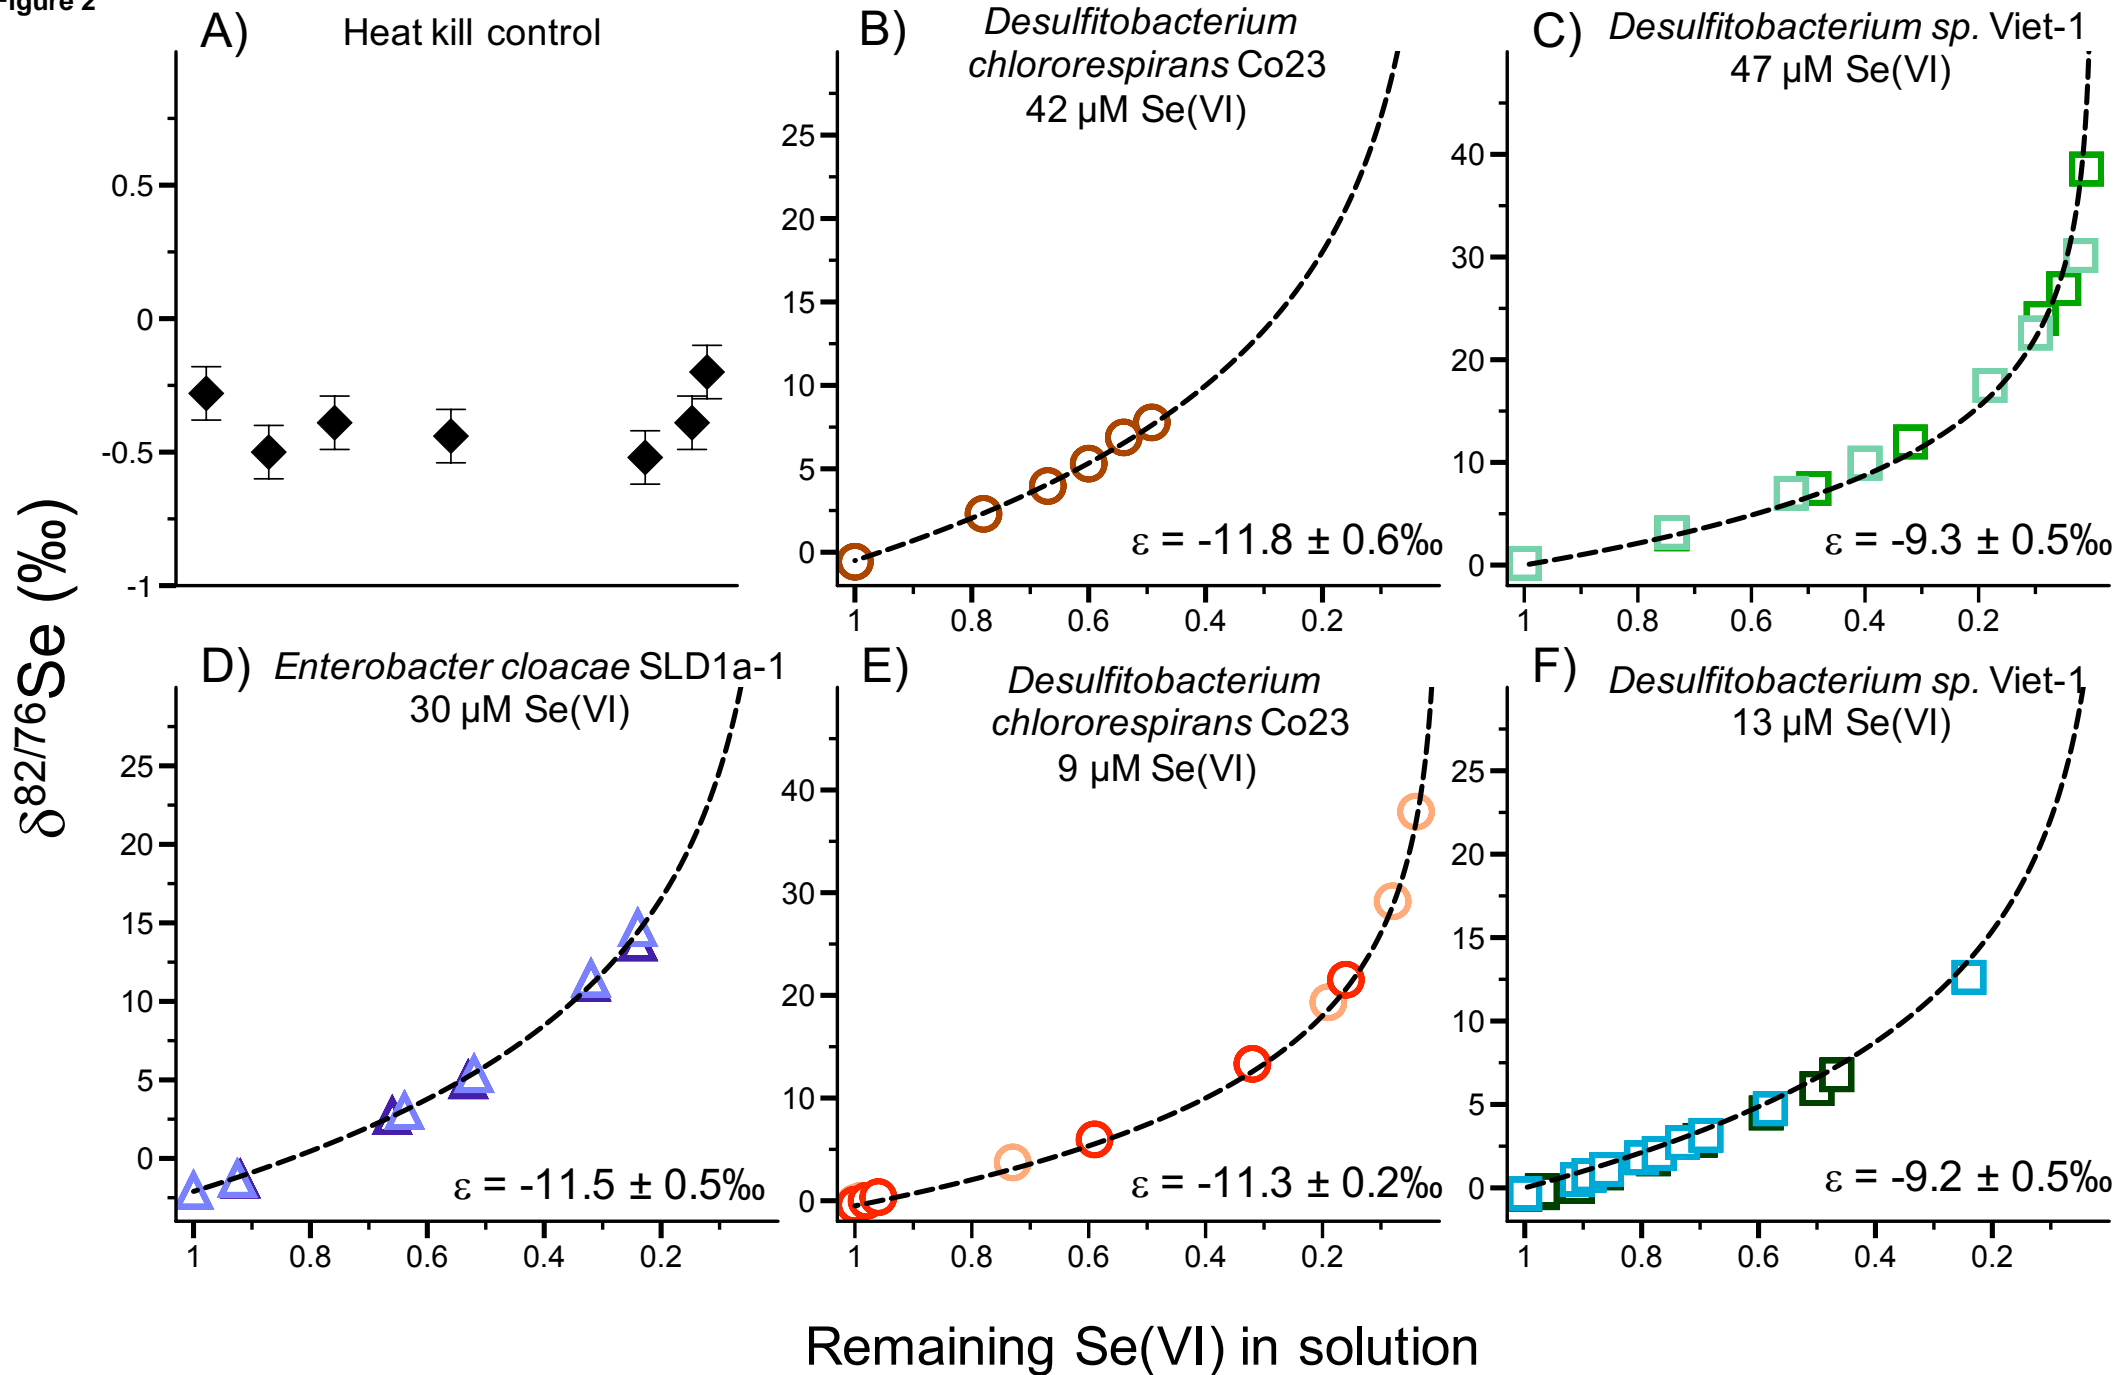 Figure 2
A)
Heat kill control
0.5
0
-0.5
-1
B)
Desulfitobacterium
chlororespirans Co23
42 µM Se(VI)
25
20
15
10
5
0
ε = -11.8 ± 0.6‰
1 0.8 0.6 0.4 0.2
C)
Desulfitobacterium sp. Viet-1
47 µM Se(VI)
40
30
20
10
0
ε = -9.3 ± 0.5‰
1 0.8 0.6 0.4 0.2
δ82/76Se (‰)
D)
Enterobacter cloacae SLD1a-1
30 µM Se(VI)
25
20
15
10
5
0
ε = -11.5 ± 0.5‰
1 0.8 0.6 0.4 0.2
E)
Desulfitobacterium
chlororespirans Co23
9 µM Se(VI)
40
30
20
10
0
ε = -11.3 ± 0.2‰
1 0.8 0.6 0.4 0.2
F)
Desulfitobacterium sp. Viet-1
13 µM Se(VI)
25
20
15
10
5
0
ε = -9.2 ± 0.5‰
1 0.8 0.6 0.4 0.2
Remaining Se(VI) in solution